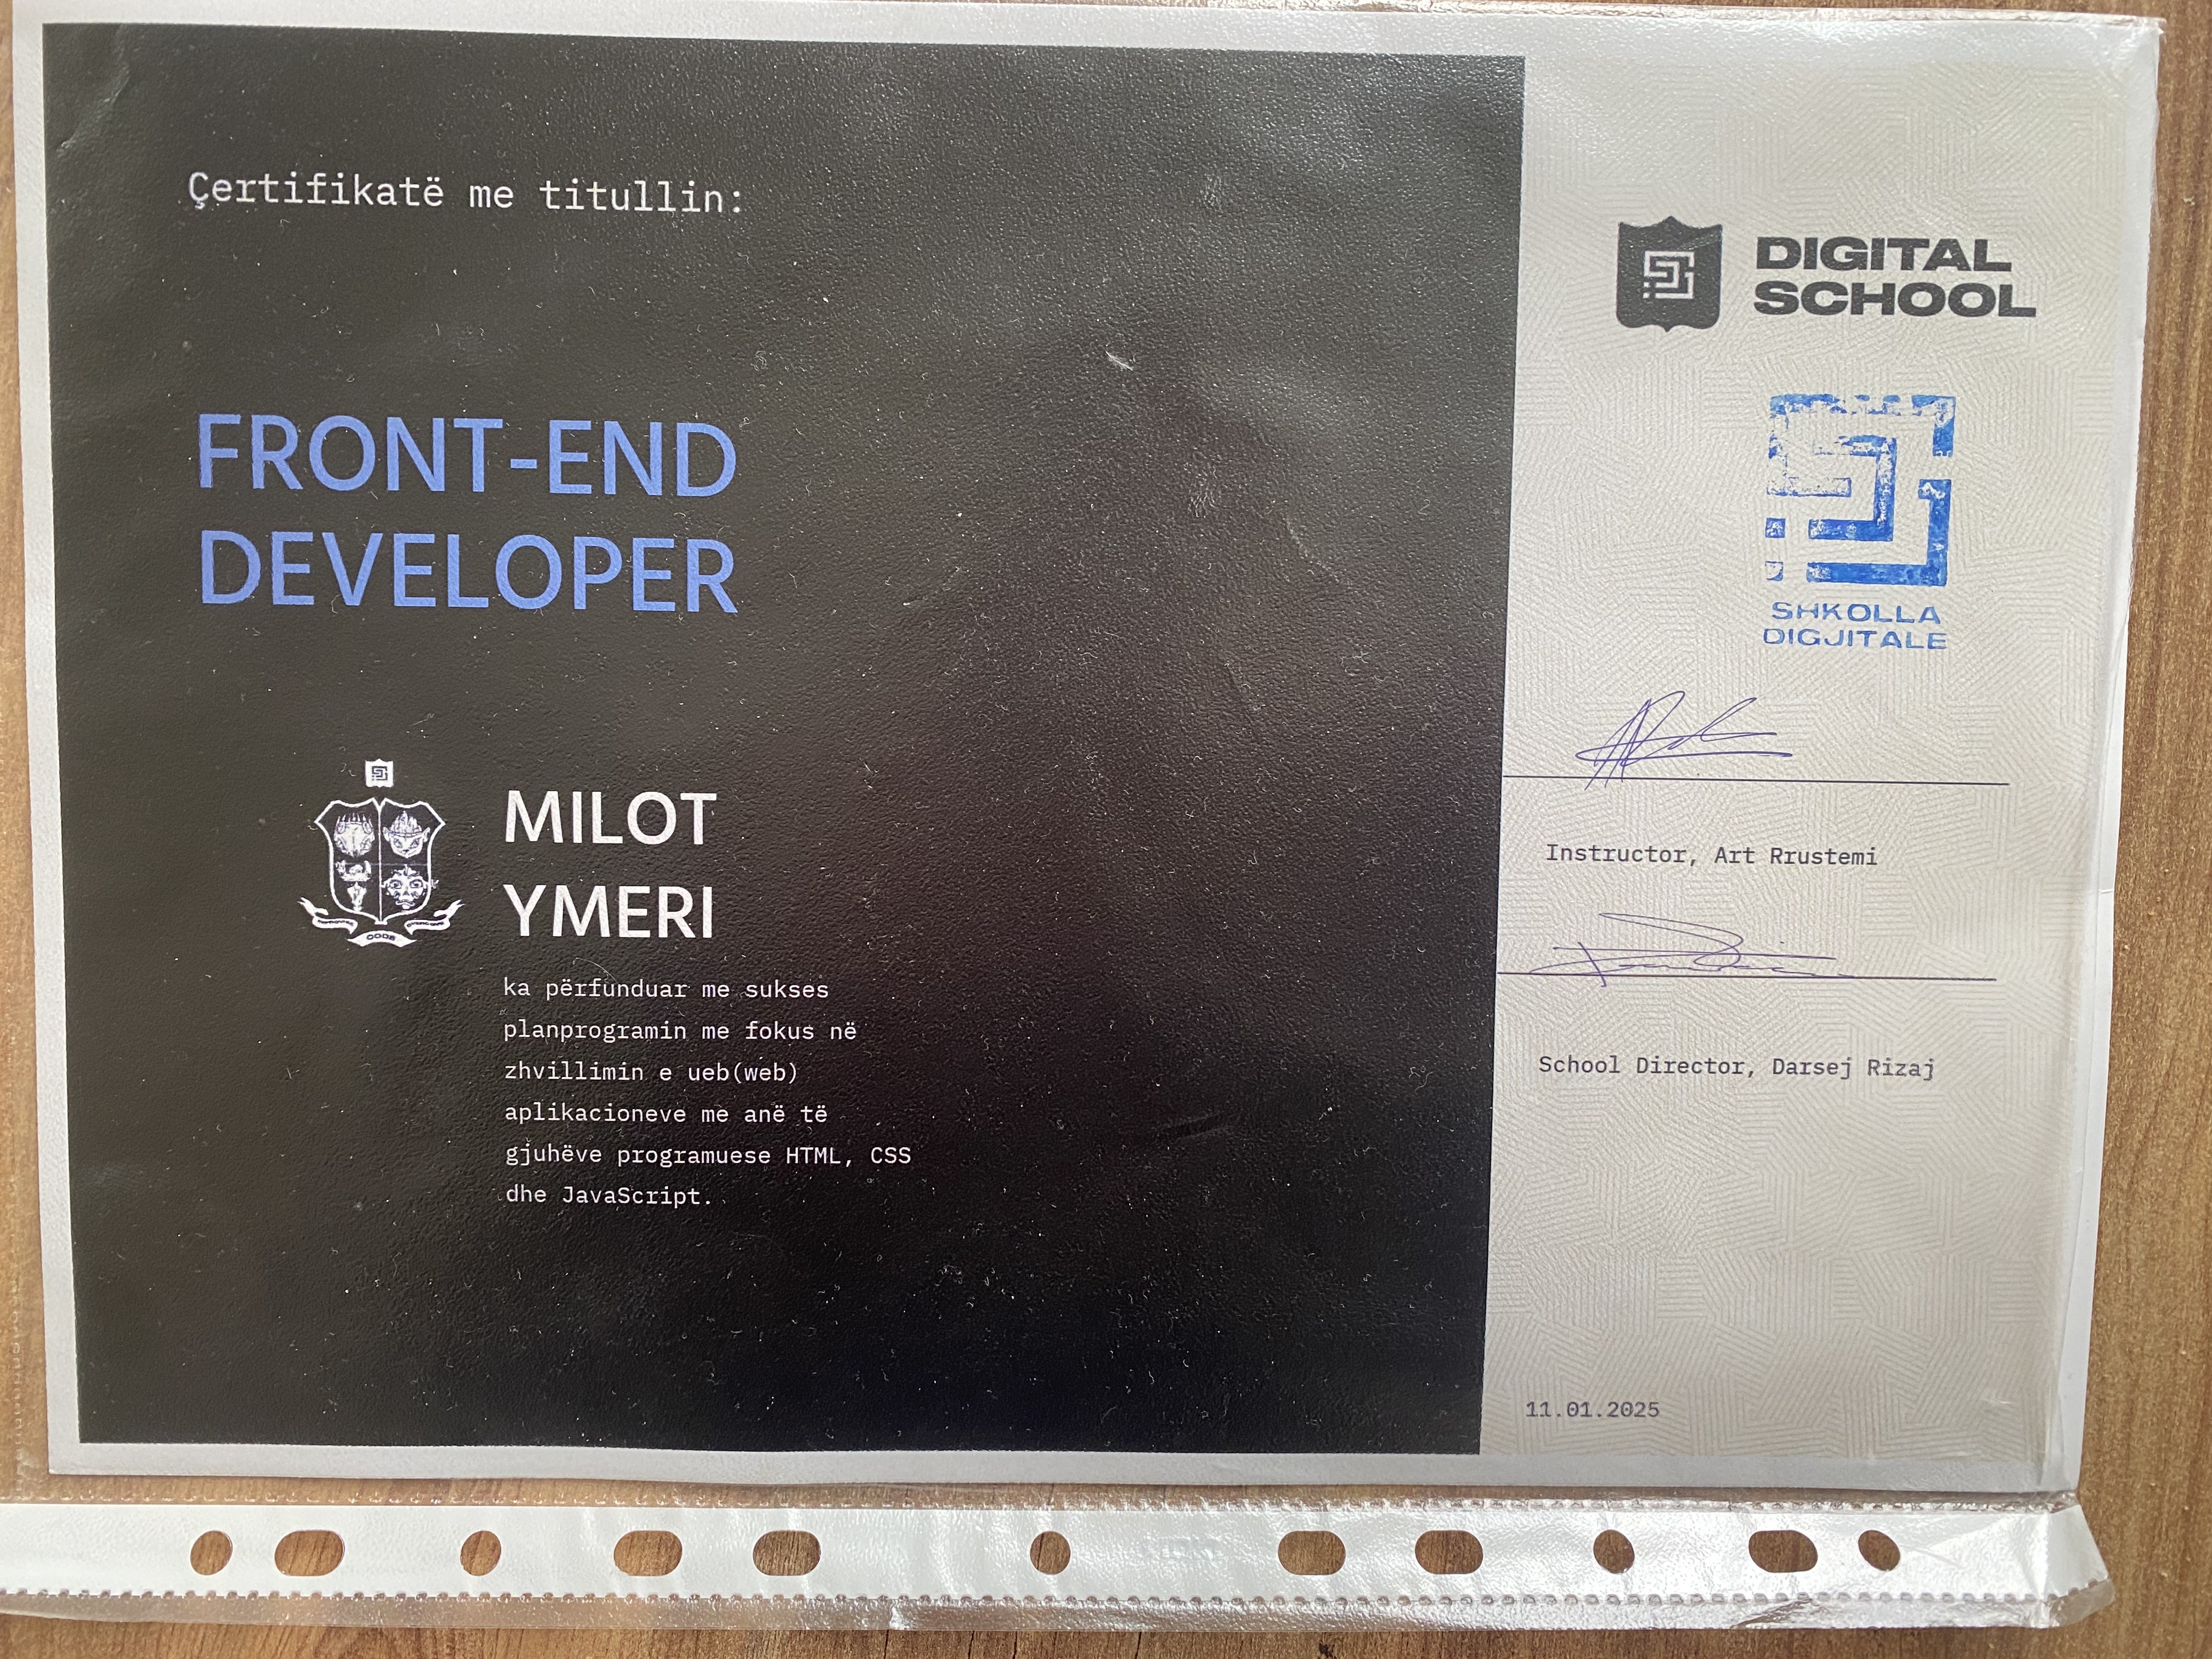 Çertifikatë me titullin:
FRONT-END
DEVELOPER
MILOT
YMERI
ka përfunduar me sukses
planprogramin me fokus në
zhvillimin e ueb(web)
aplikacioneve me anë të
gjuhëve programuese HTML, CSS
dhe JavaScript.
CODE
DIGITAL
SCHOOL
SHKOLLA
DIGJITALE
Instructor, Art Rrustemi
School Director, Darsej Rizaj
11.01.2025